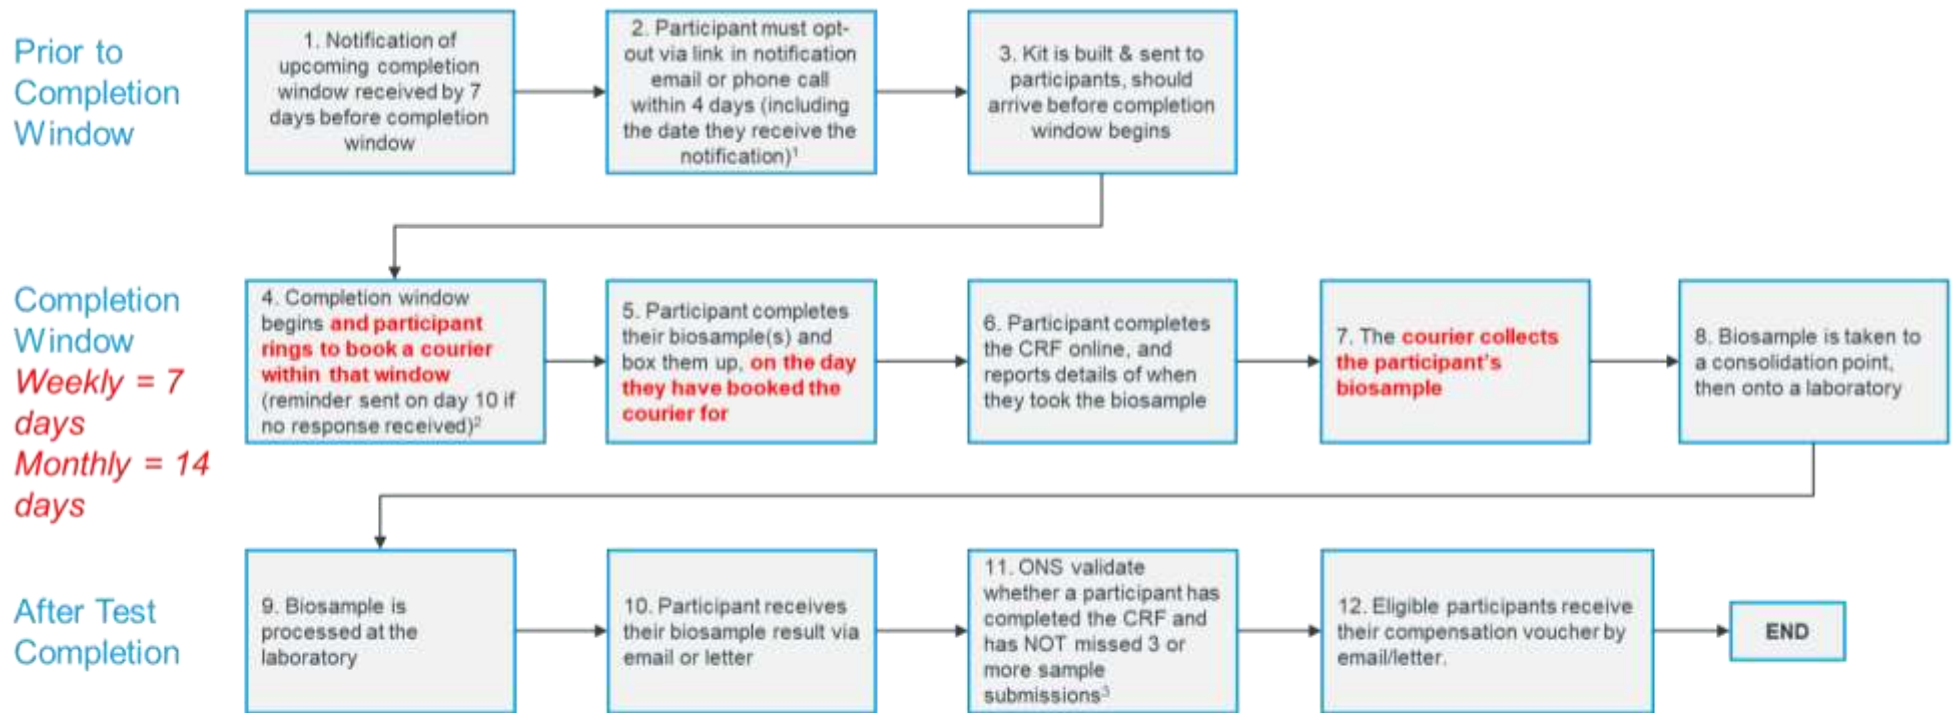 Prior to
Completion
Window
1. Notification of
upcoming completion
window received by 7
days before completion
window
2. Participant must opt-
out via link in notification
email or phone call
within 4 days (including
the date they receive the
notification)¹
3. Kit is built & sent to
participants, should
arrive before completion
window begins
Completion
Window
Weekly = 7
days
Monthly = 14
days
4. Completion window
begins and participant
rings to book a courier
within that window
(reminder sent on day 10 if
no response received)²
5. Participant completes
their biosample(s) and
box them up, on the day
they have booked the
courier for
6. Participant completes
the CRF online, and
reports details of when
they took the biosample
7. The courier collects
the participant's
biosample
8. Biosample is taken to
a consolidation point,
then onto a laboratory
After Test
Completion
9. Biosample is
processed at the
laboratory
10. Participant receives
their biosample result via
email or letter
11. ONS validate
whether a participant has
completed the CRF and
has NOT missed 3 or
more sample
submissions³
12. Eligible participants receive
their compensation voucher by
email/letter.
END